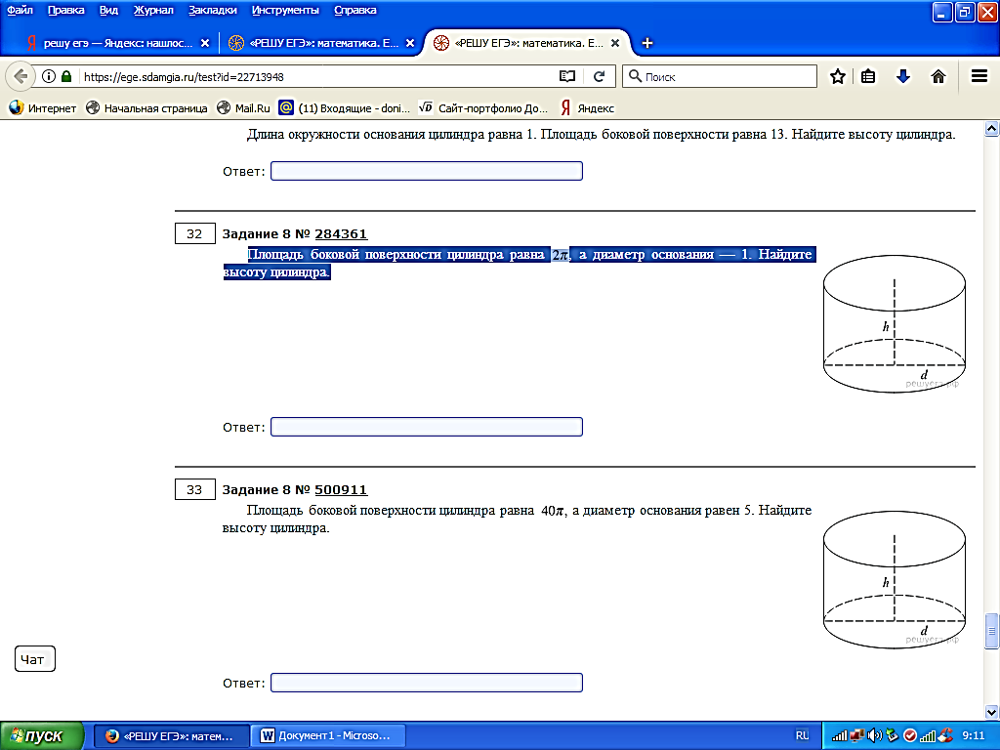 Файл Правка Вид Журнал Закладки Инструменты Справка
решу егэ — Яндекс: нашлос... «РЕШУ ЕГЭ»: математика. Е... «РЕШУ ЕГЭ»: математика. Е...
https://ege.sdamgia.ru/test?id=22713948 Поиск
Интернет Начальная страница Mail.Ru (11) Входящие - doni... Сайт-портфолио До... Яндекс
Длина окружности основания цилиндра равна 1. Площадь боковой поверхности равна 13. Найдите высоту цилиндра.
Ответ:
32 Задание 8 № 284361
Площадь боковой поверхности цилиндра равна 2π, а диаметр основания — 1. Найдите
высоту цилиндра.
h
d
решуегэ.рф
Ответ:
33 Задание 8 № 500911
Площадь боковой поверхности цилиндра равна 40π, а диаметр основания равен 5. Найдите
высоту цилиндра.
h
d
решуегэ.рф
Чат
Ответ:
пуск «РЕШУ ЕГЭ»: матем... Документ1 - Microso... RU 9:11